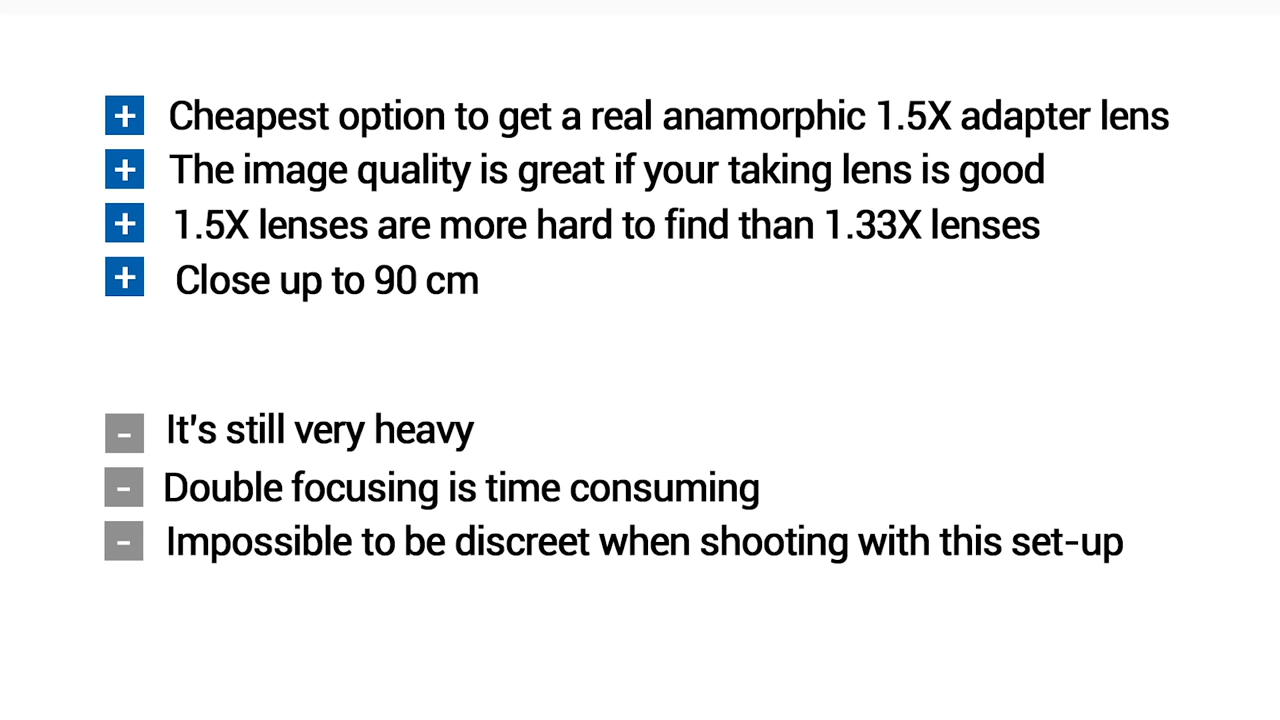 + Cheapest option to get a real anamorphic 1.5X adapter lens
+ The image quality is great if your taking lens is good
+ 1.5X lenses are more hard to find than 1.33X lenses
+ Close up to 90 cm
- It's still very heavy
- Double focusing is time consuming
- Impossible to be discreet when shooting with this set-up